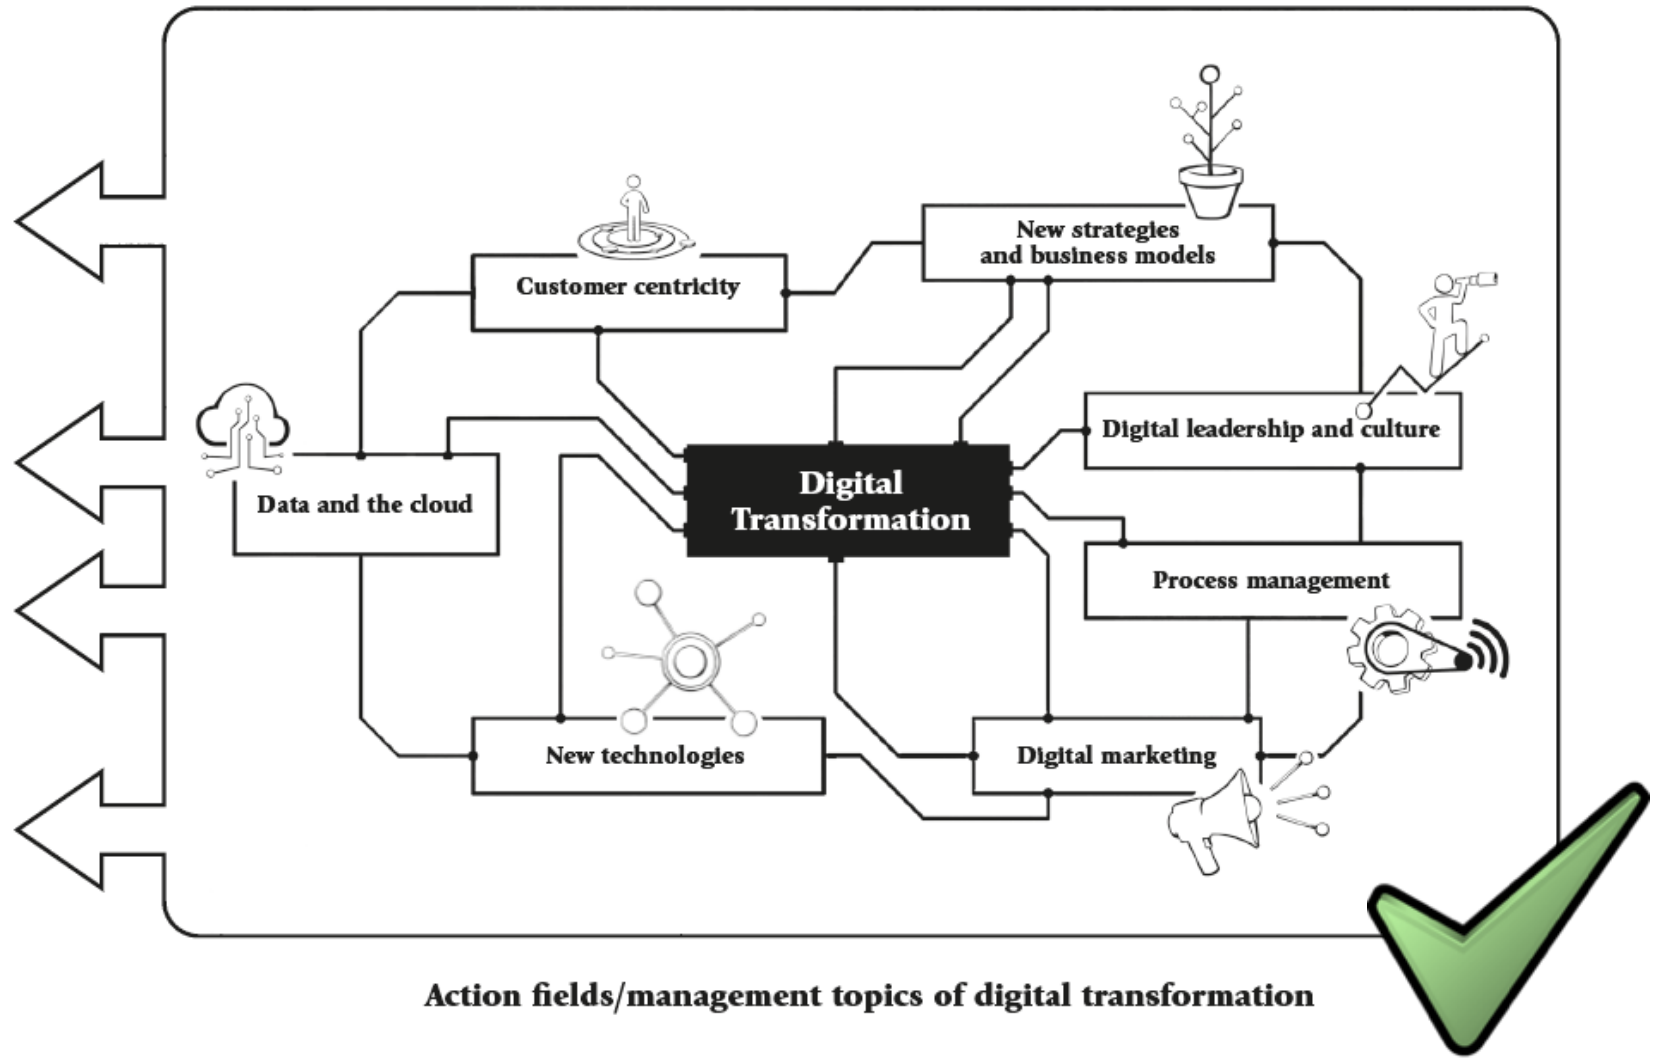 New strategies
and business models
Customer centricity
Digital leadership and culture
Data and the cloud
Digital
Transformation
Process management
New technologies
Digital marketing
Action fields/management topics of digital transformation